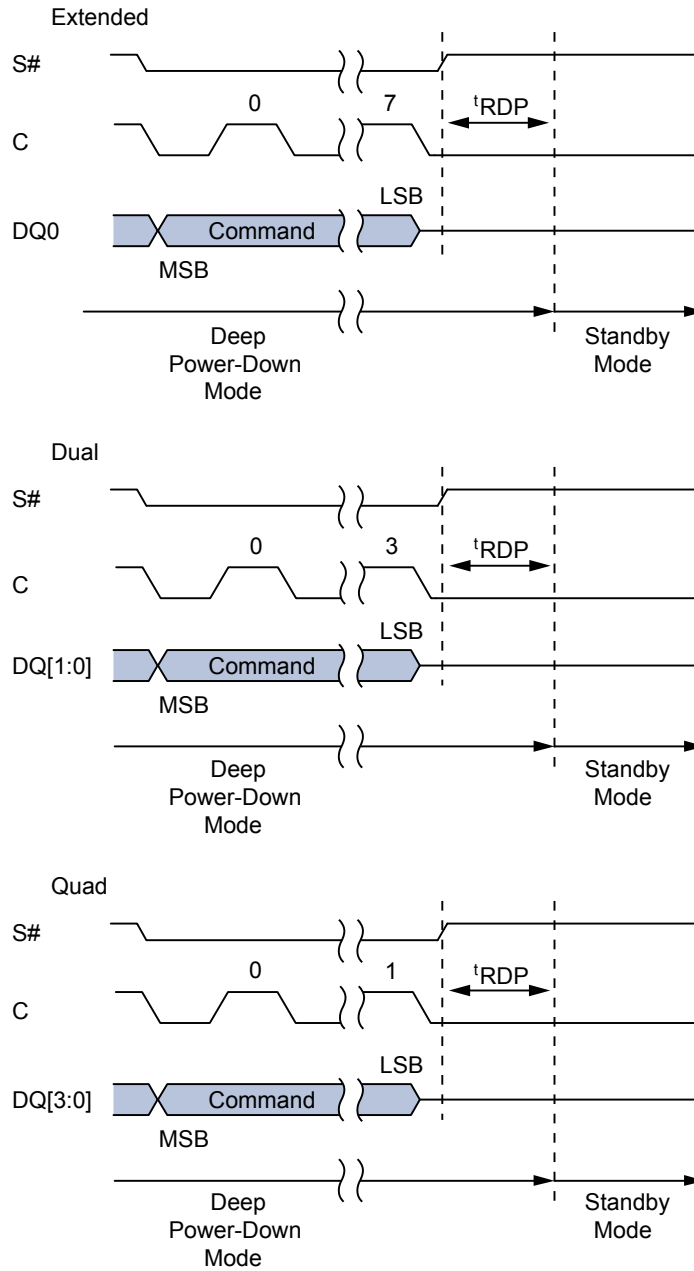 Extended
S#
0 7
tRDP
C
LSB
DQ0
Command
MSB
Deep
Power-Down
Mode
Standby
Mode
Dual
S#
0 3
tRDP
C
LSB
DQ[1:0]
Command
MSB
Deep
Power-Down
Mode
Standby
Mode
Quad
S#
0 1
tRDP
C
LSB
DQ[3:0]
Command
MSB
Deep
Power-Down
Mode
Standby
Mode